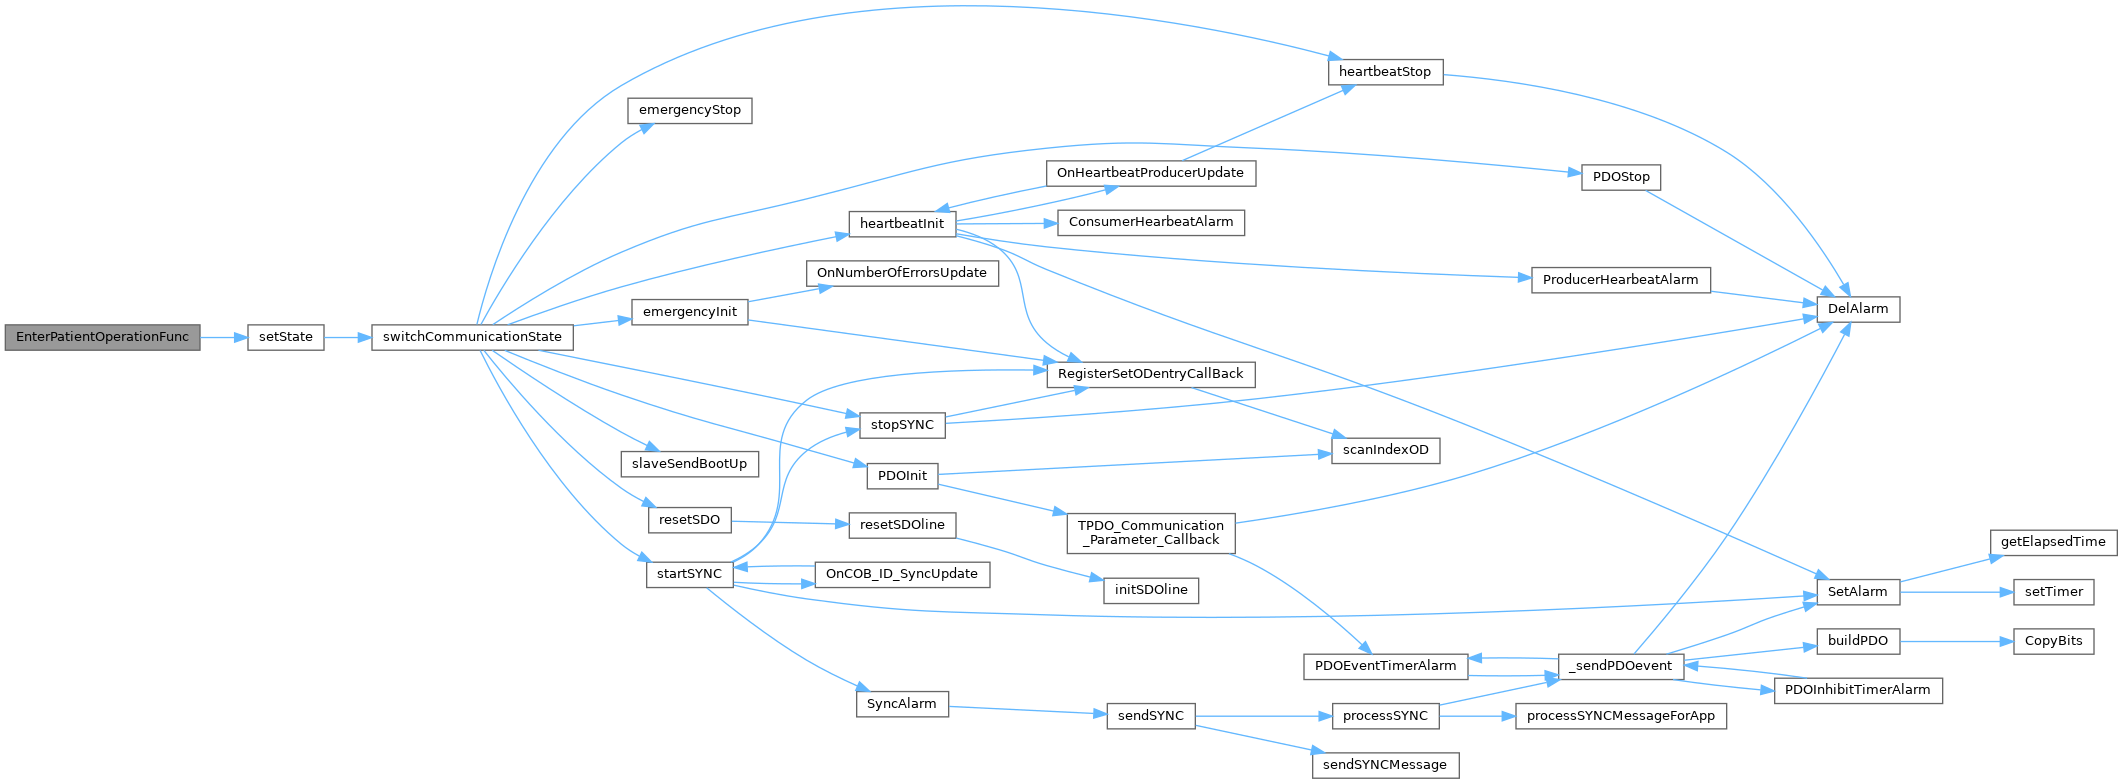 heartbeatStop
emergencyStop
OnHeartbeatProducerUpdate
PDOStop
heartbeatInit
ConsumerHearbeatAlarm
OnNumberOfErrorsUpdate
ProducerHearbeatAlarm
emergencyInit
DelAlarm
EnterPatientOperationFunc
setState
switchCommunicationState
RegisterSetODentryCallBack
stopSYNC
scanIndexOD
slaveSendBootUp
PDOInit
resetSDO
resetSDOline
TPDO_Communication
_Parameter_Callback
getElapsedTime
startSYNC
OnCOB_ID_SyncUpdate
initSDOline
SetAlarm
setTimer
buildPDO
CopyBits
PDOEventTimerAlarm
_sendPDOevent
PDOInhibitTimerAlarm
SyncAlarm
sendSYNC
processSYNC
processSYNCMessageForApp
sendSYNCMessage